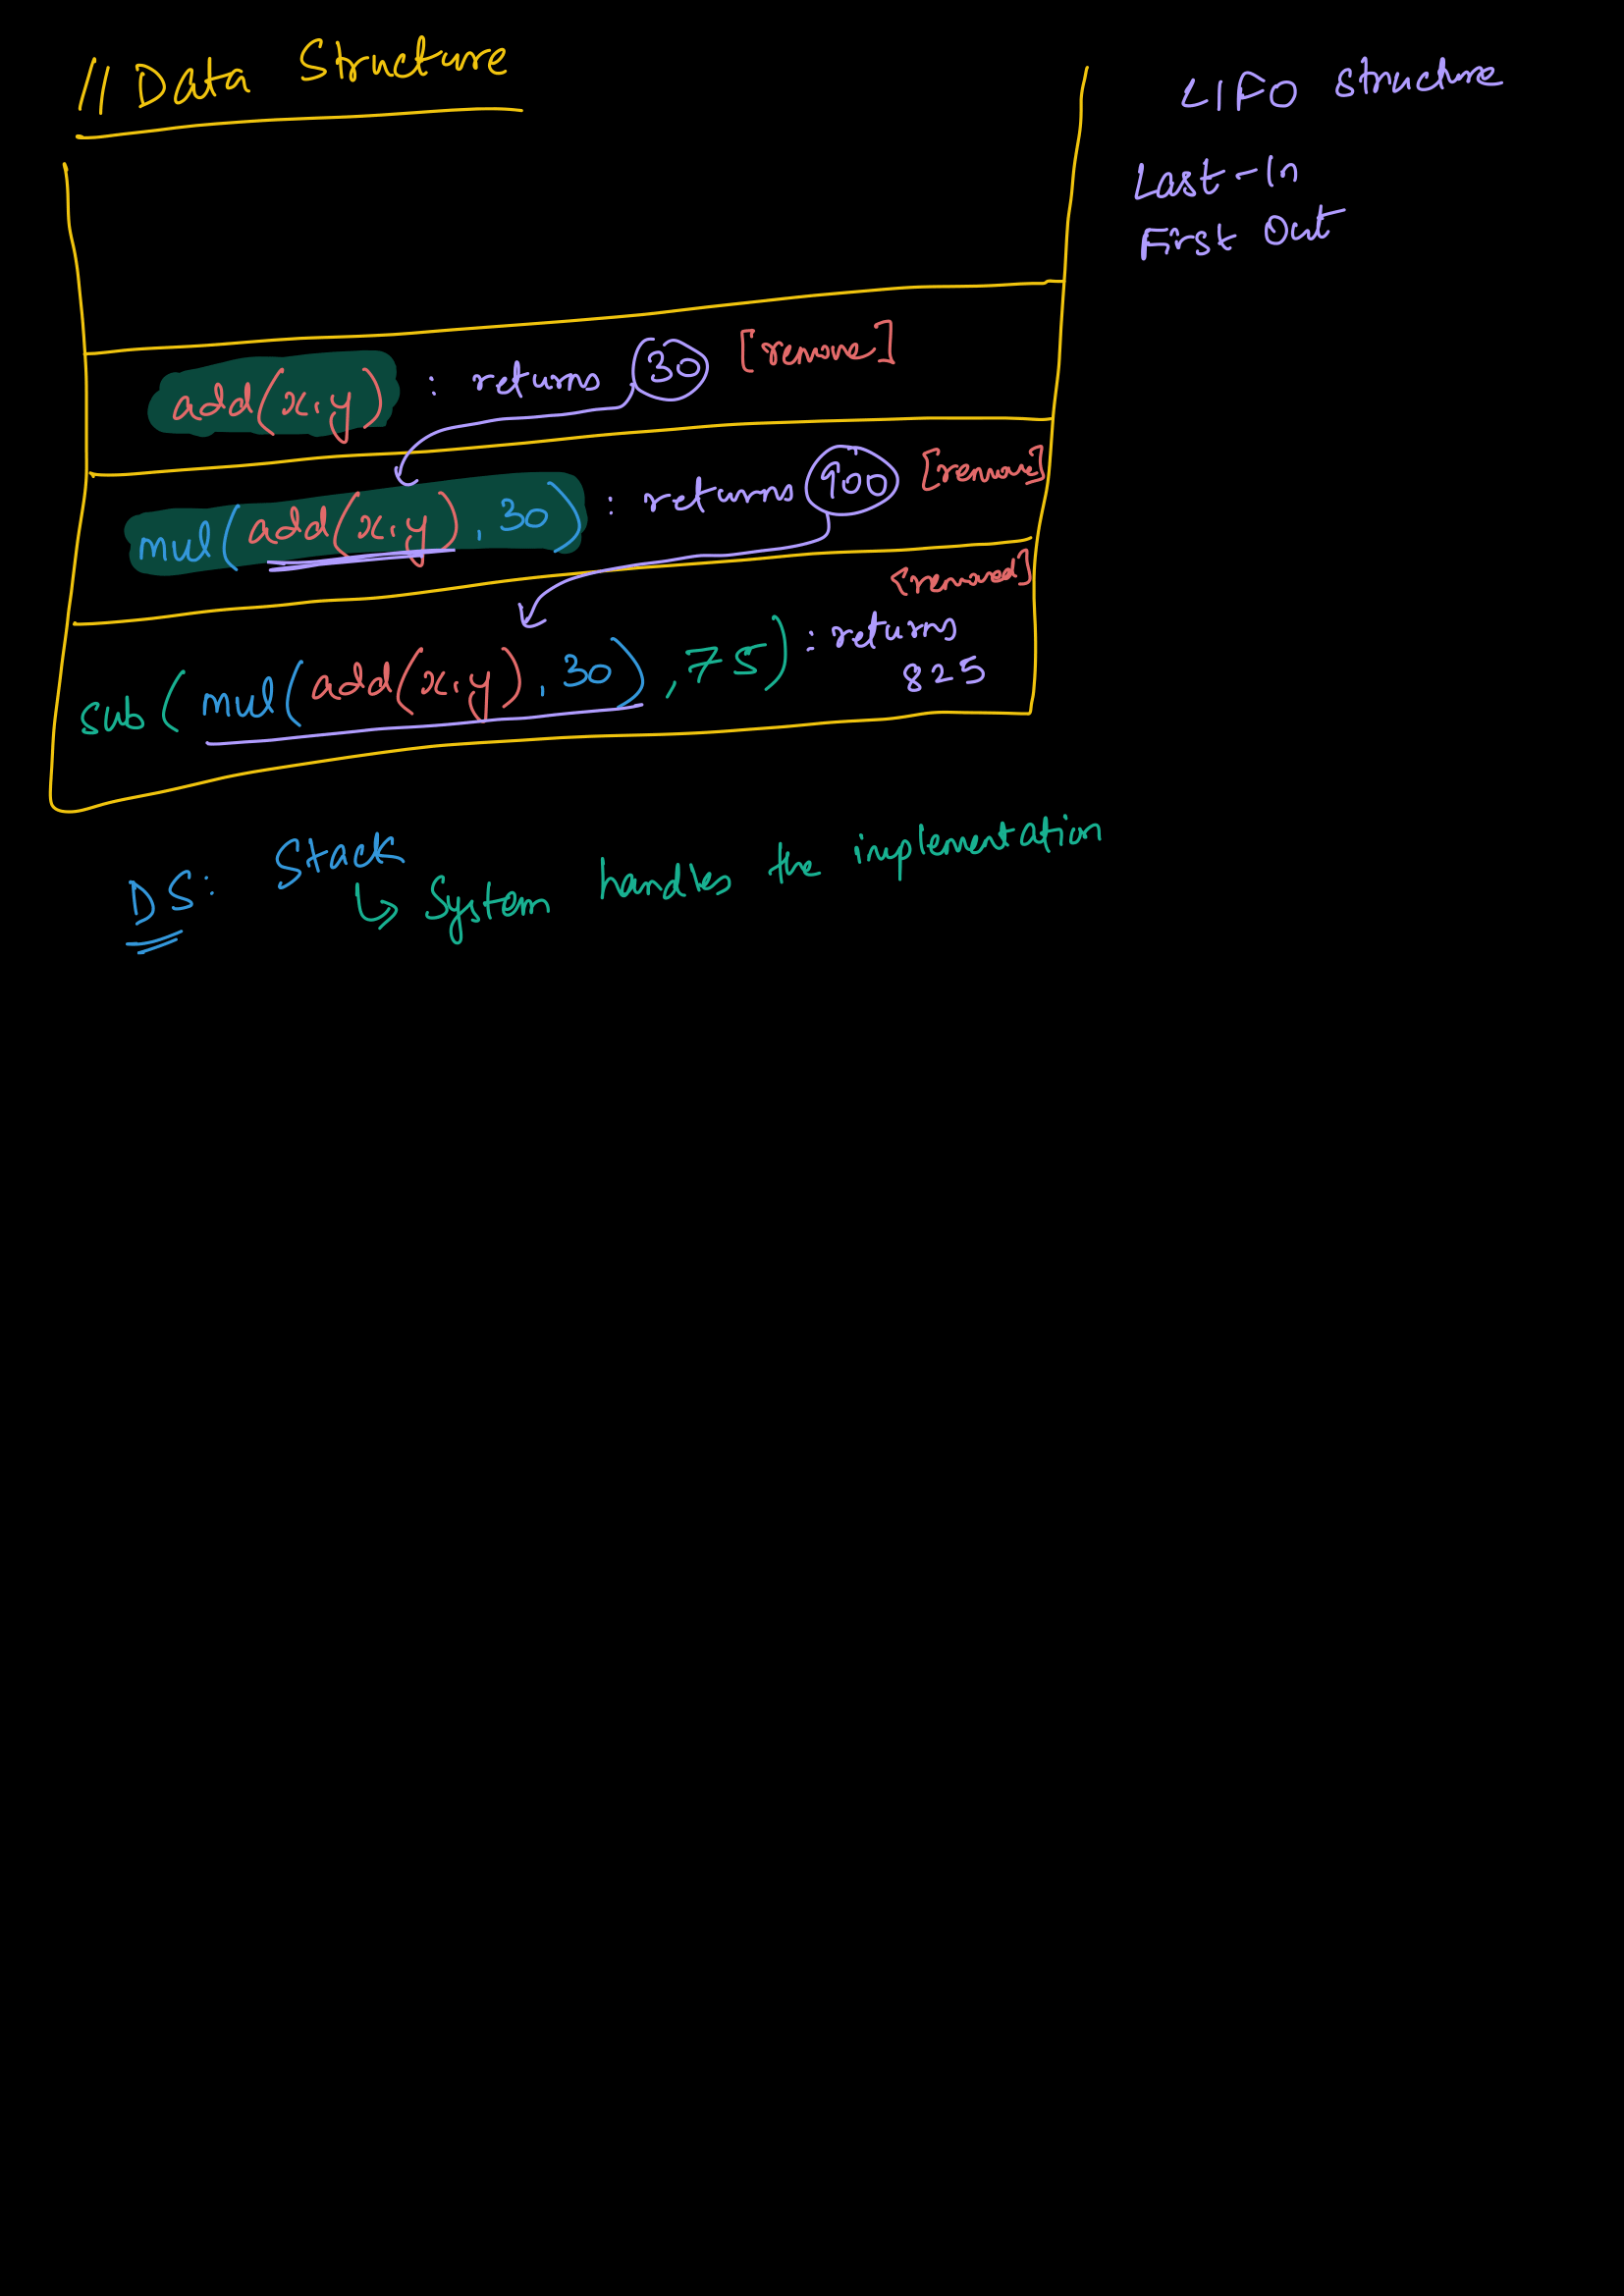 // Data Structure
LIFO structure
Last-In
First Out
add(x,y) : returns 30 [remove]
mul(add(x,y), 30) : returns 900 [remove]
[removed]
sub(mul(add(x,y), 30), 75) : returns
825
DS: Stack
↳ System handles the implementation